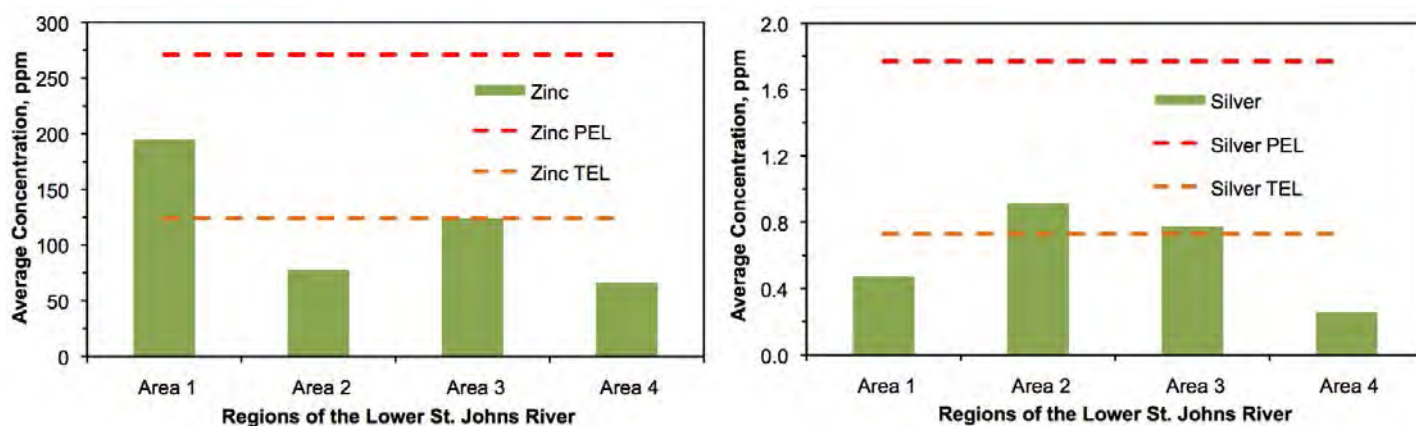 Average Concentration, ppm
300
250
200
150
100
50
0
Zinc
Zinc PEL
Zinc TEL
Area 1 Area 2 Area 3 Area 4
Regions of the Lower St. Johns River
Average Concentration, ppm
2.0
1.6
1.2
0.8
0.4
0.0
Silver
Silver PEL
Silver TEL
Area 1 Area 2 Area 3 Area 4
Regions of the Lower St. Johns River